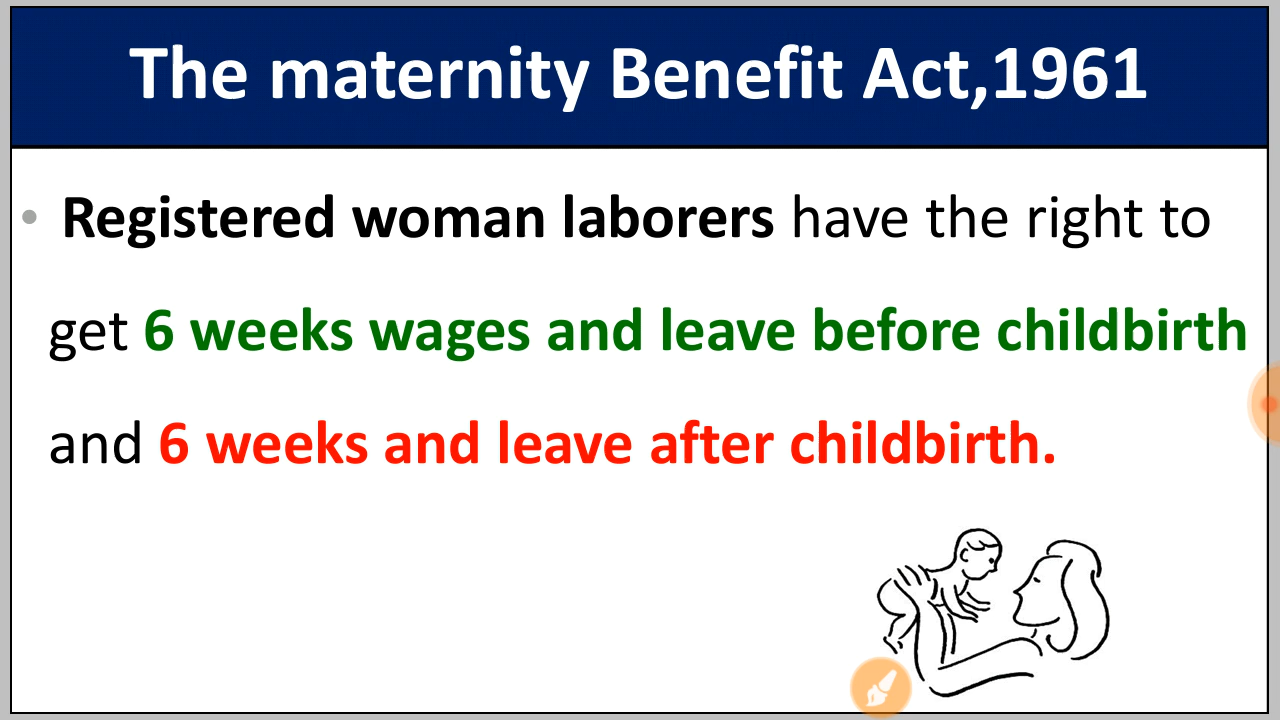 The maternity Benefit Act,1961
• Registered woman laborers have the right to
get 6 weeks wages and leave before childbirth
and 6 weeks and leave after childbirth.